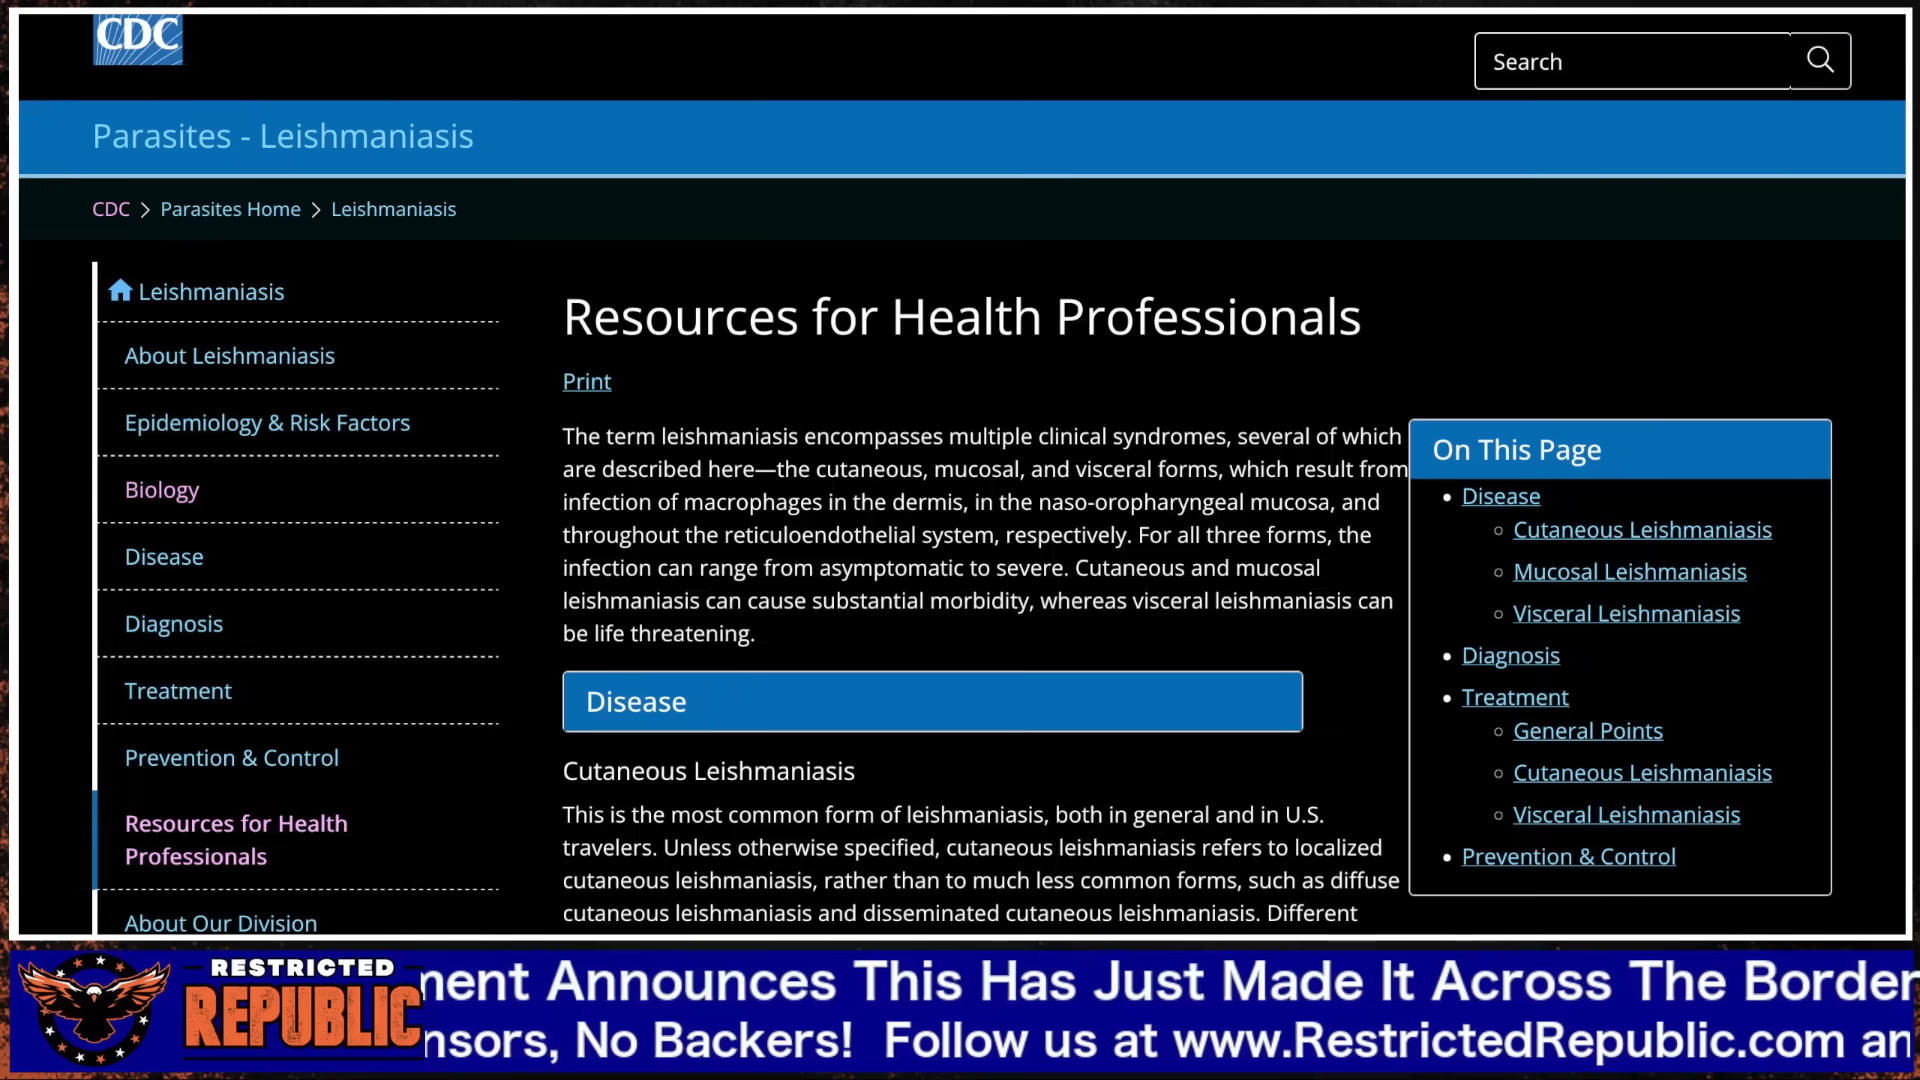 CDC
Search
Parasites - Leishmaniasis
CDC > Parasites Home > Leishmaniasis
Leishmaniasis
About Leishmaniasis
Epidemiology & Risk Factors
Biology
Disease
Diagnosis
Treatment
Prevention & Control
Resources for Health
Professionals
About Our Division
Resources for Health Professionals
Print
The term leishmaniasis encompasses multiple clinical syndromes, several of which
are described here—the cutaneous, mucosal, and visceral forms, which result from
infection of macrophages in the dermis, in the naso-oropharyngeal mucosa, and
throughout the reticuloendothelial system, respectively. For all three forms, the
infection can range from asymptomatic to severe. Cutaneous and mucosal
leishmaniasis can cause substantial morbidity, whereas visceral leishmaniasis can
be life threatening.
Disease
Cutaneous Leishmaniasis
This is the most common form of leishmaniasis, both in general and in U.S.
travelers. Unless otherwise specified, cutaneous leishmaniasis refers to localized
cutaneous leishmaniasis, rather than to much less common forms, such as diffuse
cutaneous leishmaniasis and disseminated cutaneous leishmaniasis. Different
On This Page
Disease
Cutaneous Leishmaniasis
Mucosal Leishmaniasis
Visceral Leishmaniasis
Diagnosis
Treatment
General Points
Cutaneous Leishmaniasis
Visceral Leishmaniasis
Prevention & Control
RESTRICTED
REPUBLIC
ment Announces This Has Just Made It Across The Border
nsors, No Backers! Follow us at www.RestrictedRepublic.com an